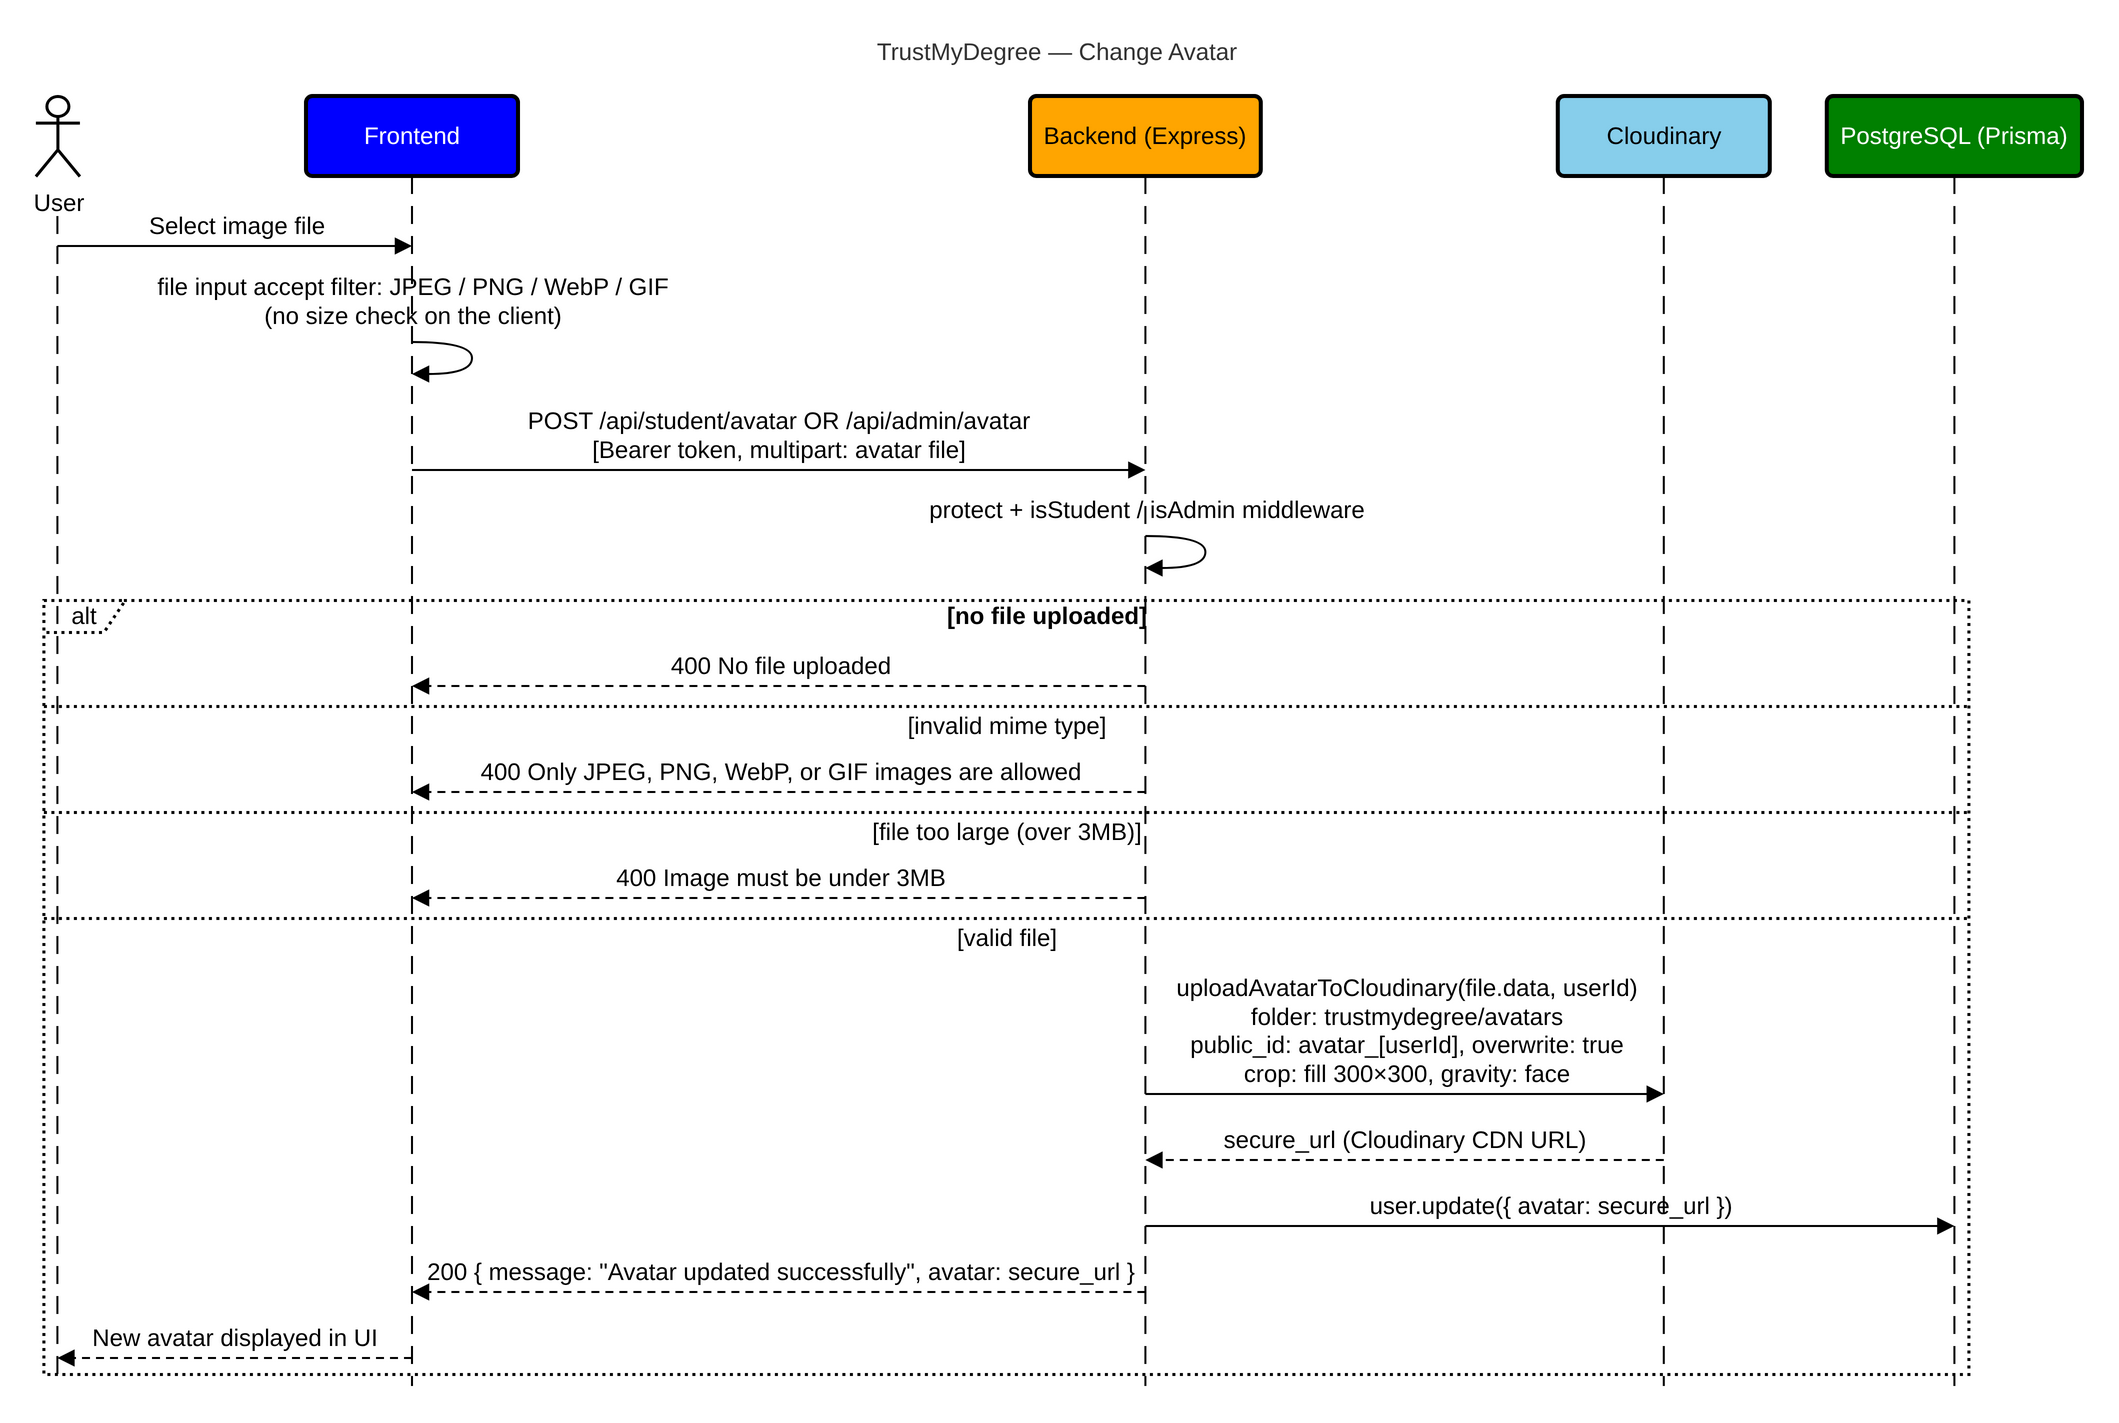 TrustMyDegree — Change Avatar
User
Frontend
Backend (Express)
Cloudinary
PostgreSQL (Prisma)
Select image file
file input accept filter: JPEG / PNG / WebP / GIF
(no size check on the client)
POST /api/student/avatar OR /api/admin/avatar
[Bearer token, multipart: avatar file]
protect + isStudent / isAdmin middleware
alt
[no file uploaded]
400 No file uploaded
[invalid mime type]
400 Only JPEG, PNG, WebP, or GIF images are allowed
[file too large (over 3MB)]
400 Image must be under 3MB
[valid file]
uploadAvatarToCloudinary(file.data, userId)
folder: trustmydegree/avatars
public_id: avatar_[userId], overwrite: true
crop: fill 300×300, gravity: face
secure_url (Cloudinary CDN URL)
user.update({ avatar: secure_url })
200 { message: "Avatar updated successfully", avatar: secure_url }
New avatar displayed in UI